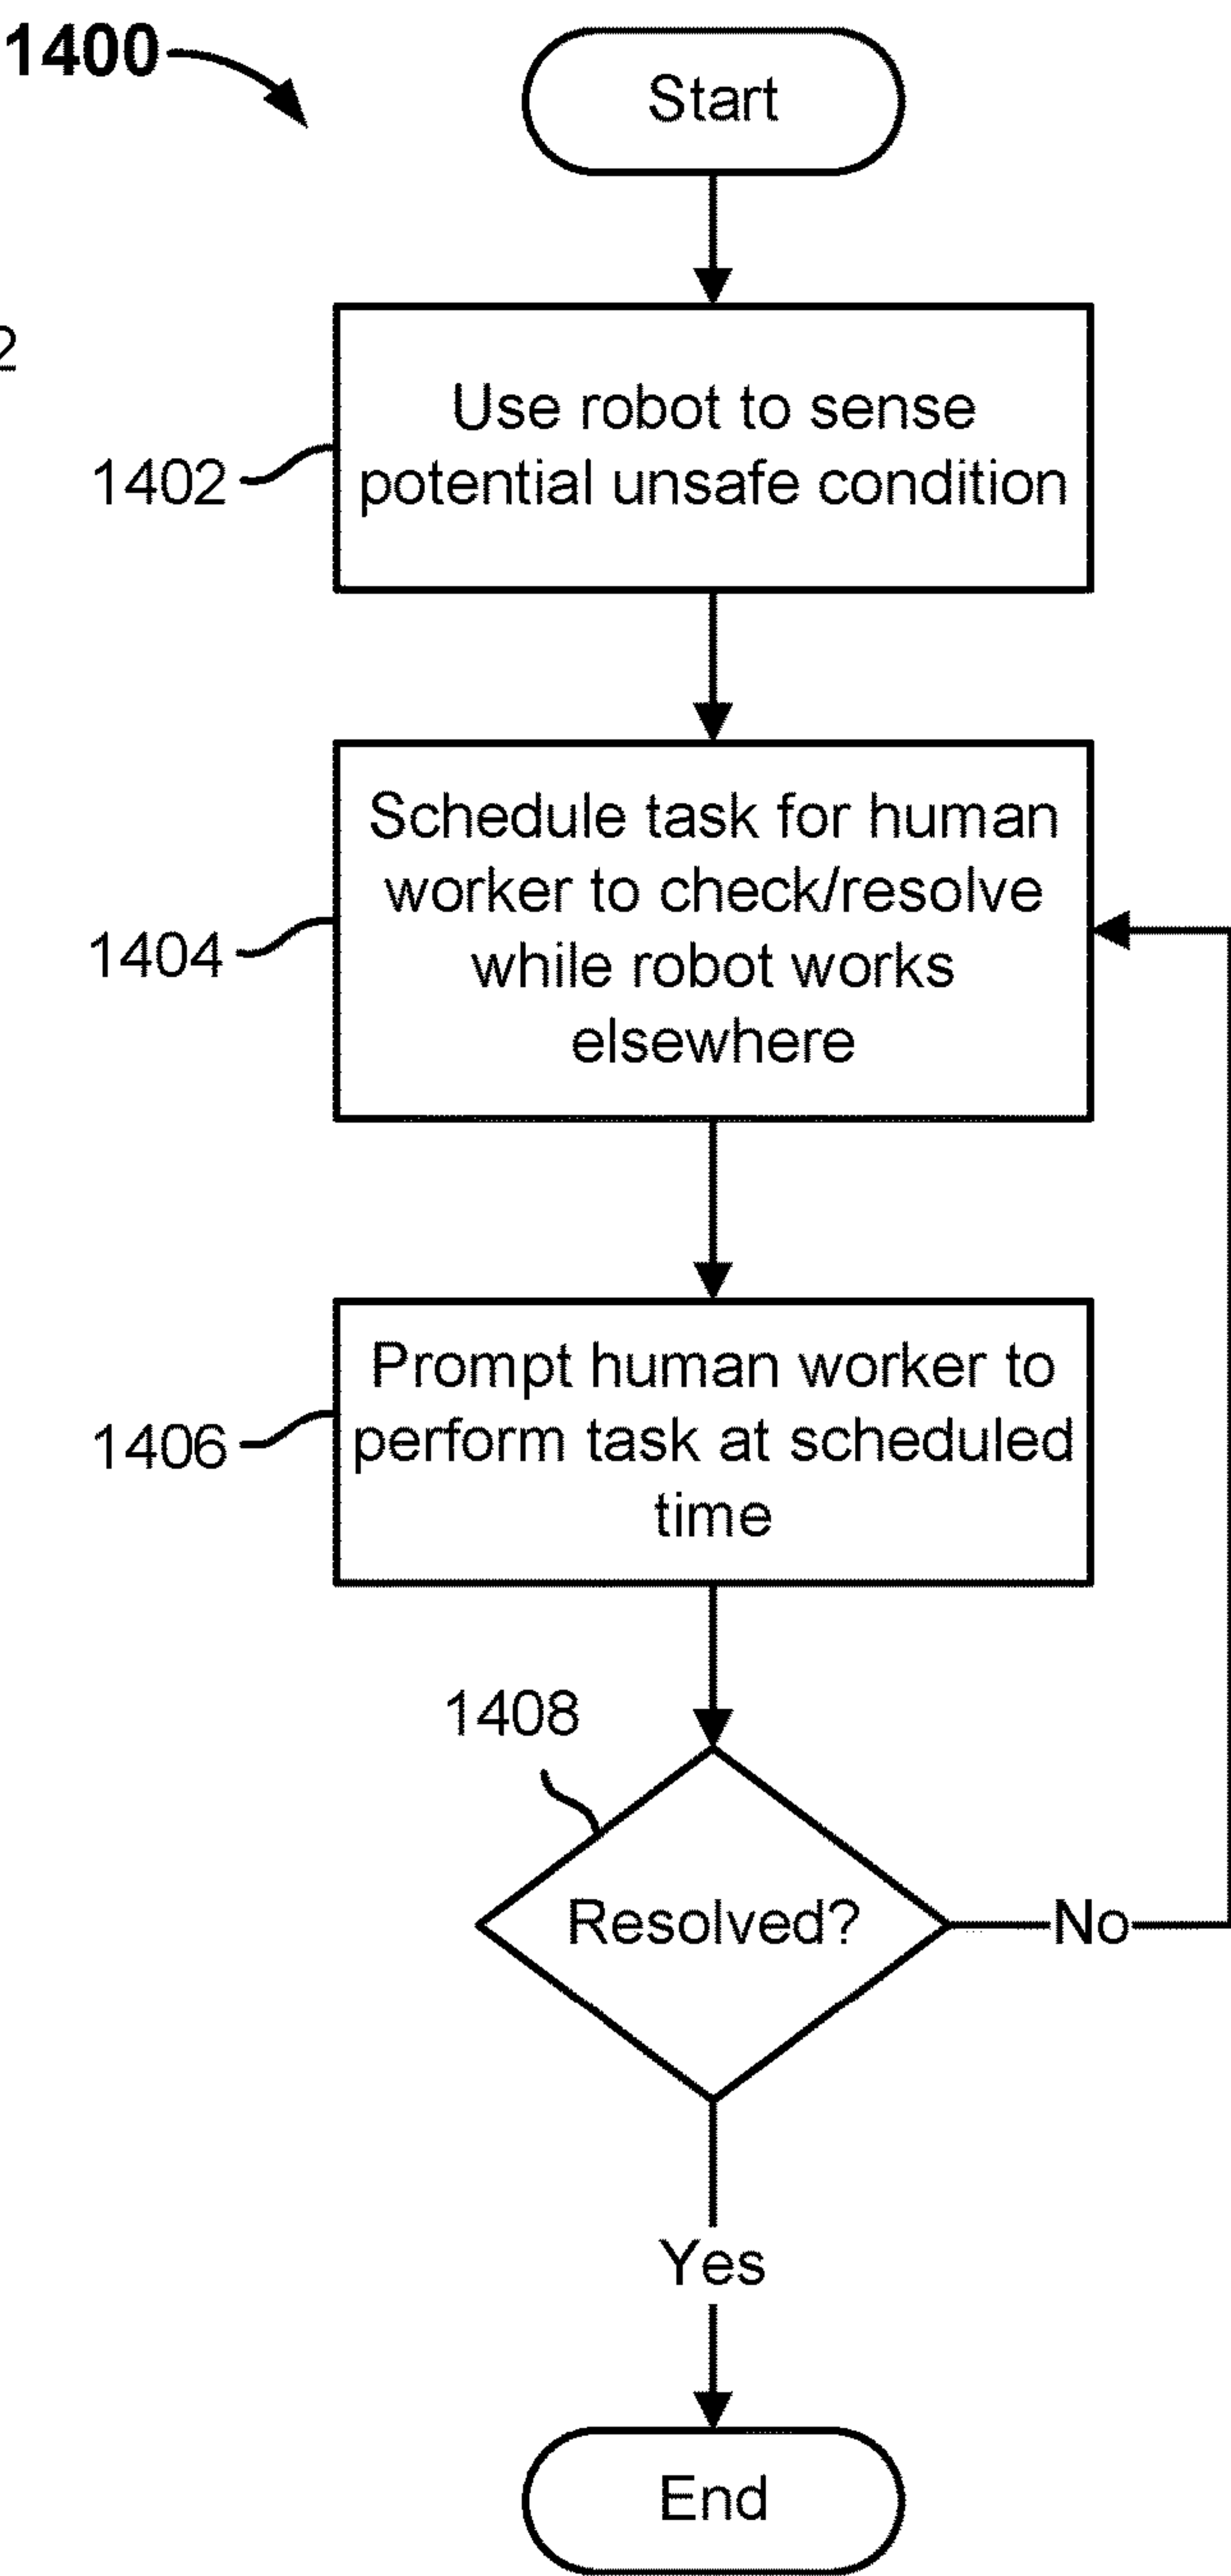 1400
Start
2
Use robot to sense
potential unsafe condition
1402
Schedule task for human
worker to check/resolve
while robot works
elsewhere
1404
Prompt human worker to
perform task at scheduled
time
1406
1408
Resolved?
No
Yes
End